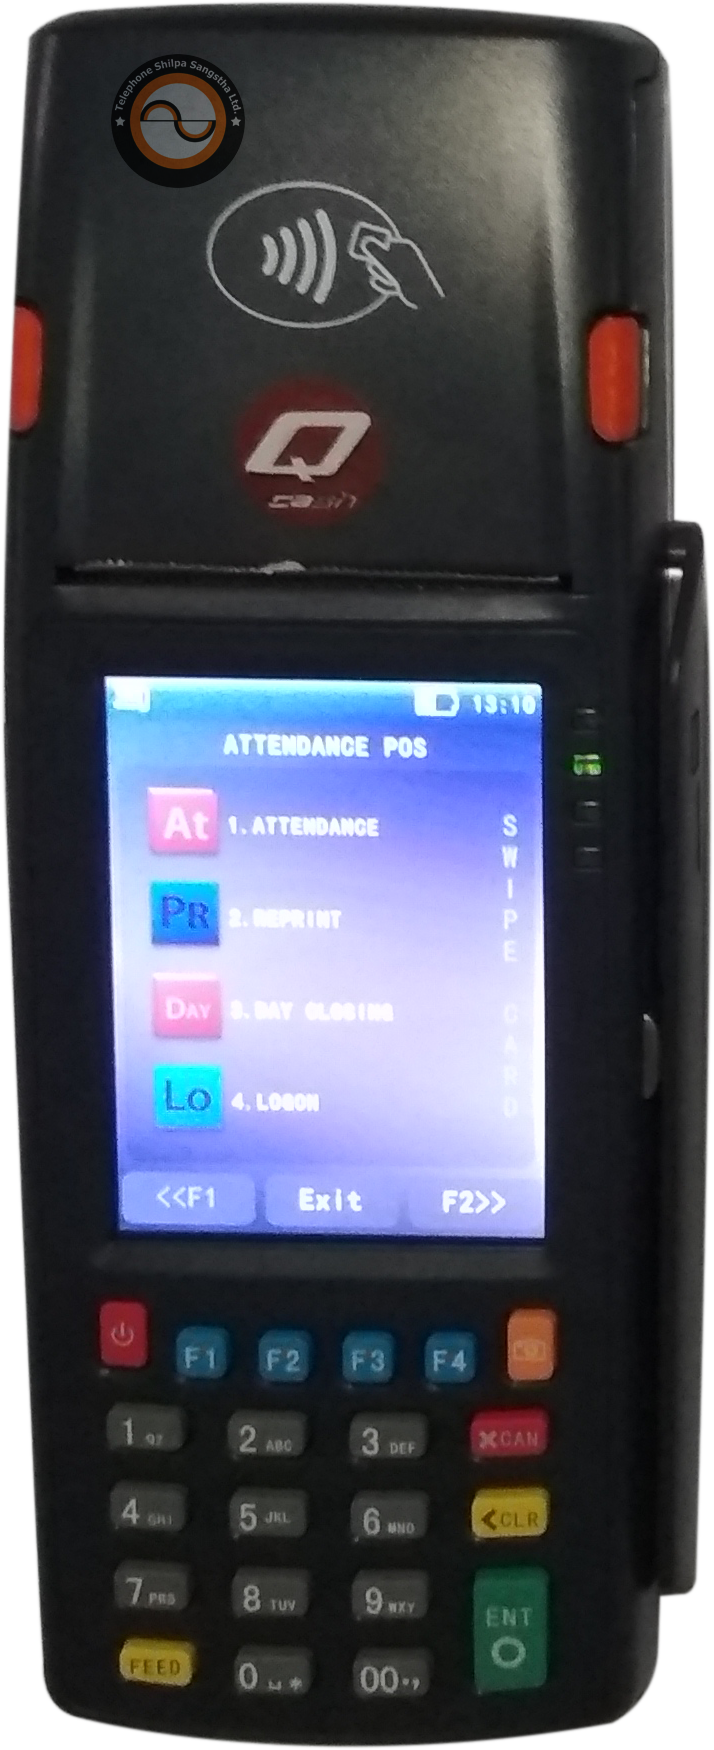 Telephone Shilpa Sangstha Ltd.
Q
cash
13:10
ATTENDANCE POS
At 1.ATTENDANCE
PR 2.REPRINT
DAY 3.DAY CLOSING
Lo 4.LOGON
SWIPE CARD
<<F1 Exit F2>>
F1 F2 F3 F4
1 QZ 2 ABC 3 DEF ×CAN
4 GHI 5 JKL 6 MNO <CLR
7 PRS 8 TUV 9 WXY ENT
FEED 0 ␣ * 00 . ,